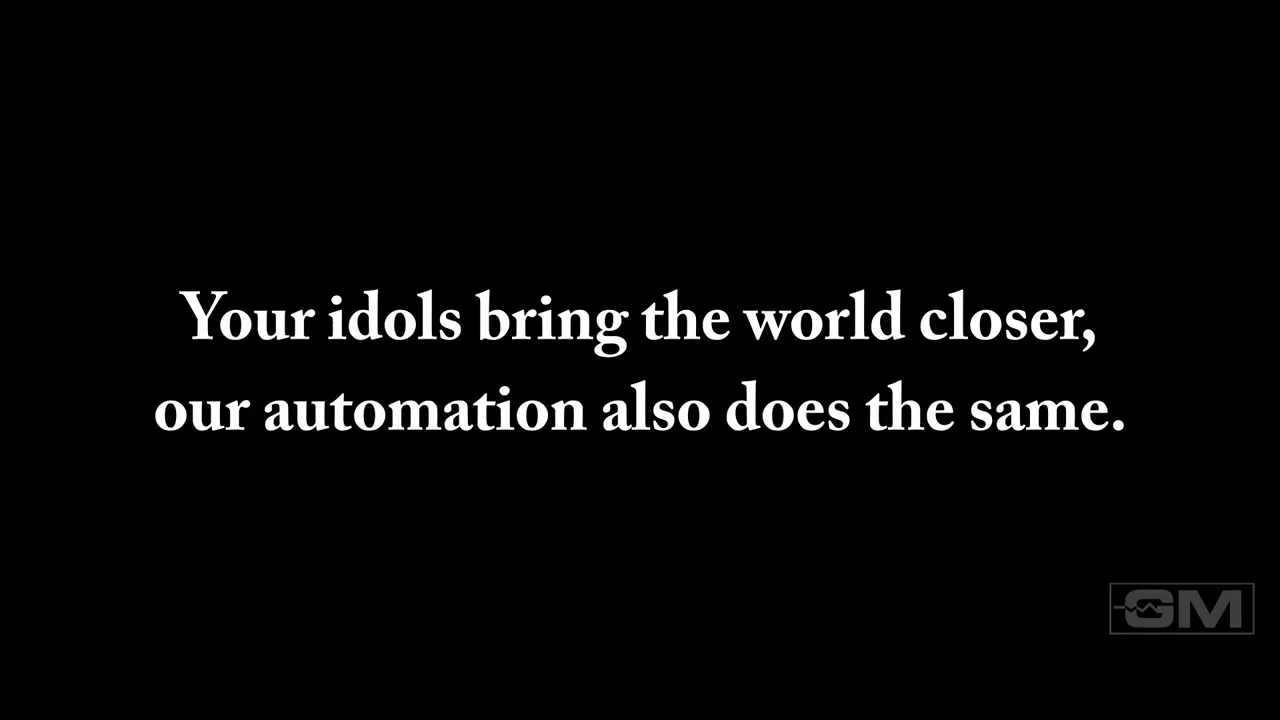 Your idols bring the world closer,
our automation also does the same.
GM